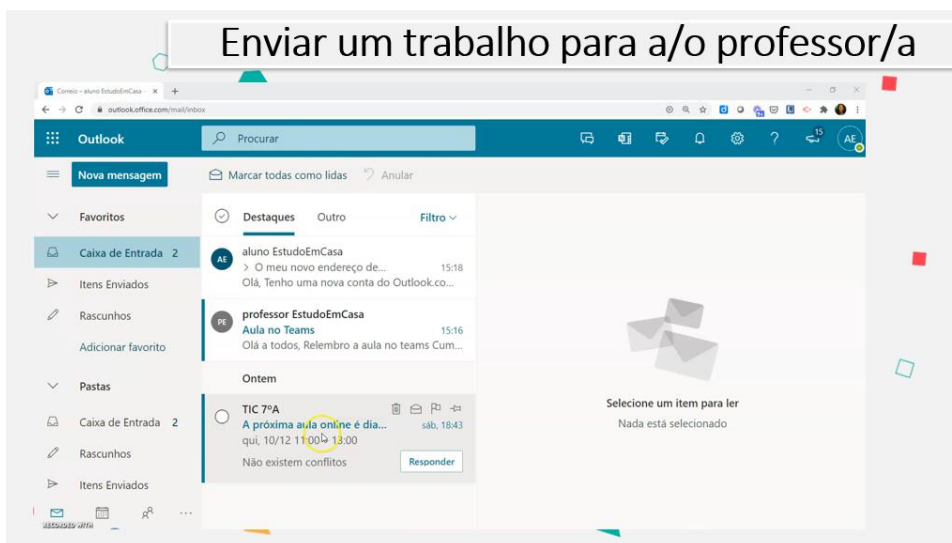 Enviar um trabalho para a/o professor/a
Correio – aluno EstudoEmCasa -
outlook.office.com/mail/inbox
Outlook
Procurar
15
AE
Nova mensagem
Marcar todas como lidas
Anular
Favoritos
Caixa de Entrada 2
Itens Enviados
Rascunhos
Adicionar favorito
Pastas
Caixa de Entrada 2
Rascunhos
Itens Enviados
Destaques Outro Filtro
AE
aluno EstudoEmCasa
> O meu novo endereço de... 15:18
Olá, Tenho uma nova conta do Outlook.co...
PE
professor EstudoEmCasa
Aula no Teams 15:16
Olá a todos, Relembro a aula no teams Cum...
Ontem
TIC 7ºA
A próxima aula online é dia... sáb, 18:43
qui, 10/12 11:00 - 13:00
Não existem conflitos Responder
Selecione um item para ler
Nada está selecionado
RECORDED WITH